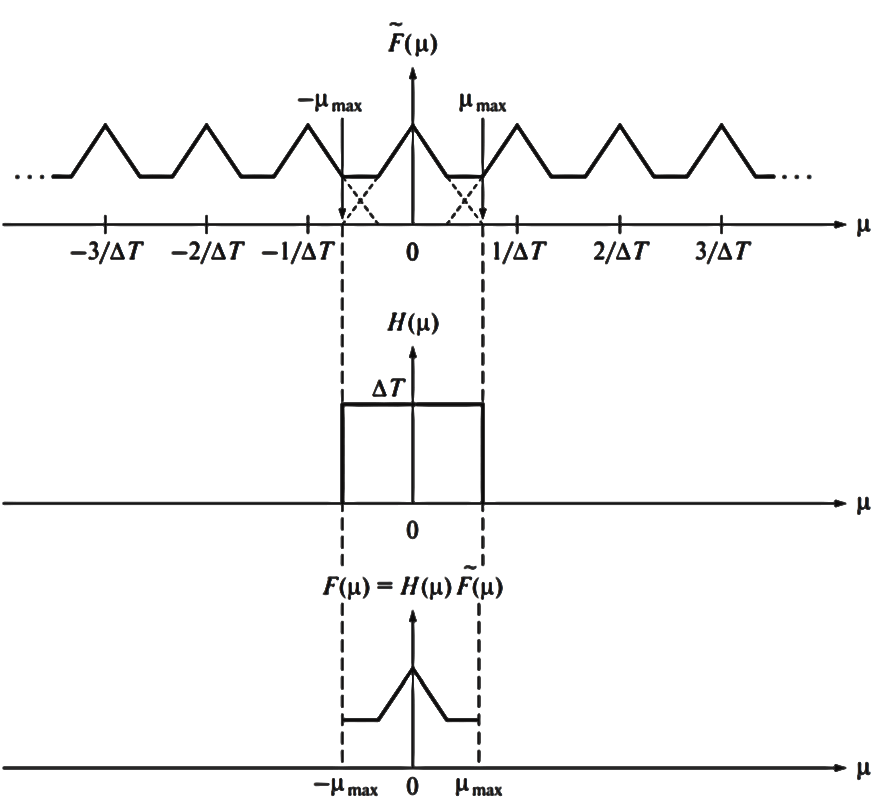 F̃(μ)
−μmax μmax
... ...
μ
−3/ΔT −2/ΔT −1/ΔT 0 1/ΔT 2/ΔT 3/ΔT
H(μ)
ΔT
μ
0
F(μ) = H(μ) F̃(μ)
μ
−μmax 0 μmax